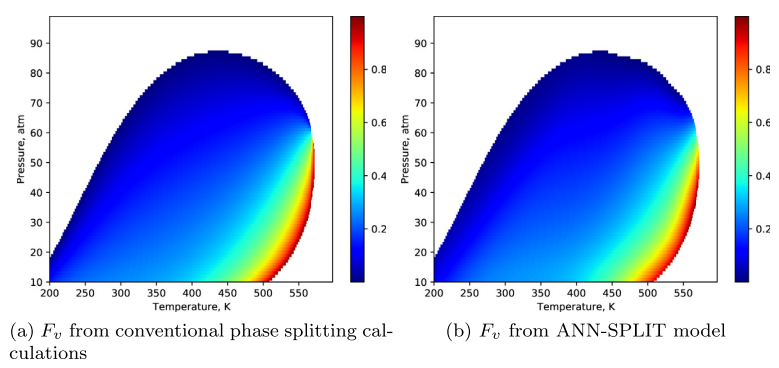 90
80
70
60
50
40
30
20
10
Pressure, atm
200 250 300 350 400 450 500 550
Temperature, K
0.8
0.6
0.4
0.2
90
80
70
60
50
40
30
20
10
Pressure, atm
200 250 300 350 400 450 500 550
Temperature, K
0.8
0.6
0.4
0.2
(a) F_v from conventional phase splitting cal-
culations
(b) F_v from ANN-SPLIT model